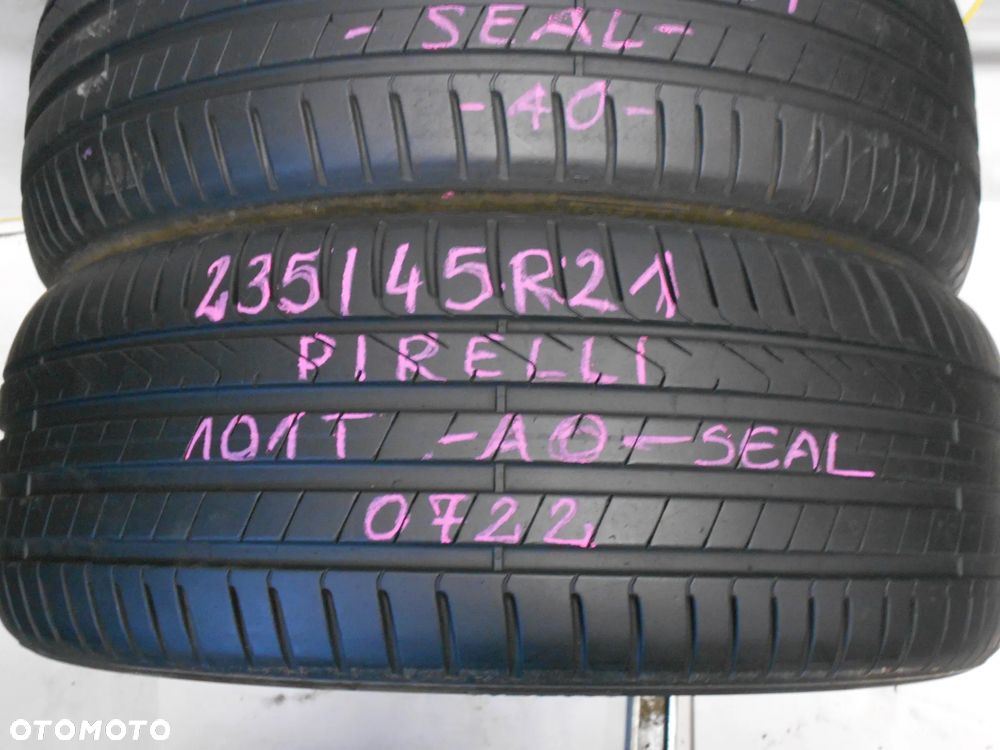 - SEAL -
- AO -
235/45R21
PIRELLI
101T -AO- SEAL
0722
OTOMOTO